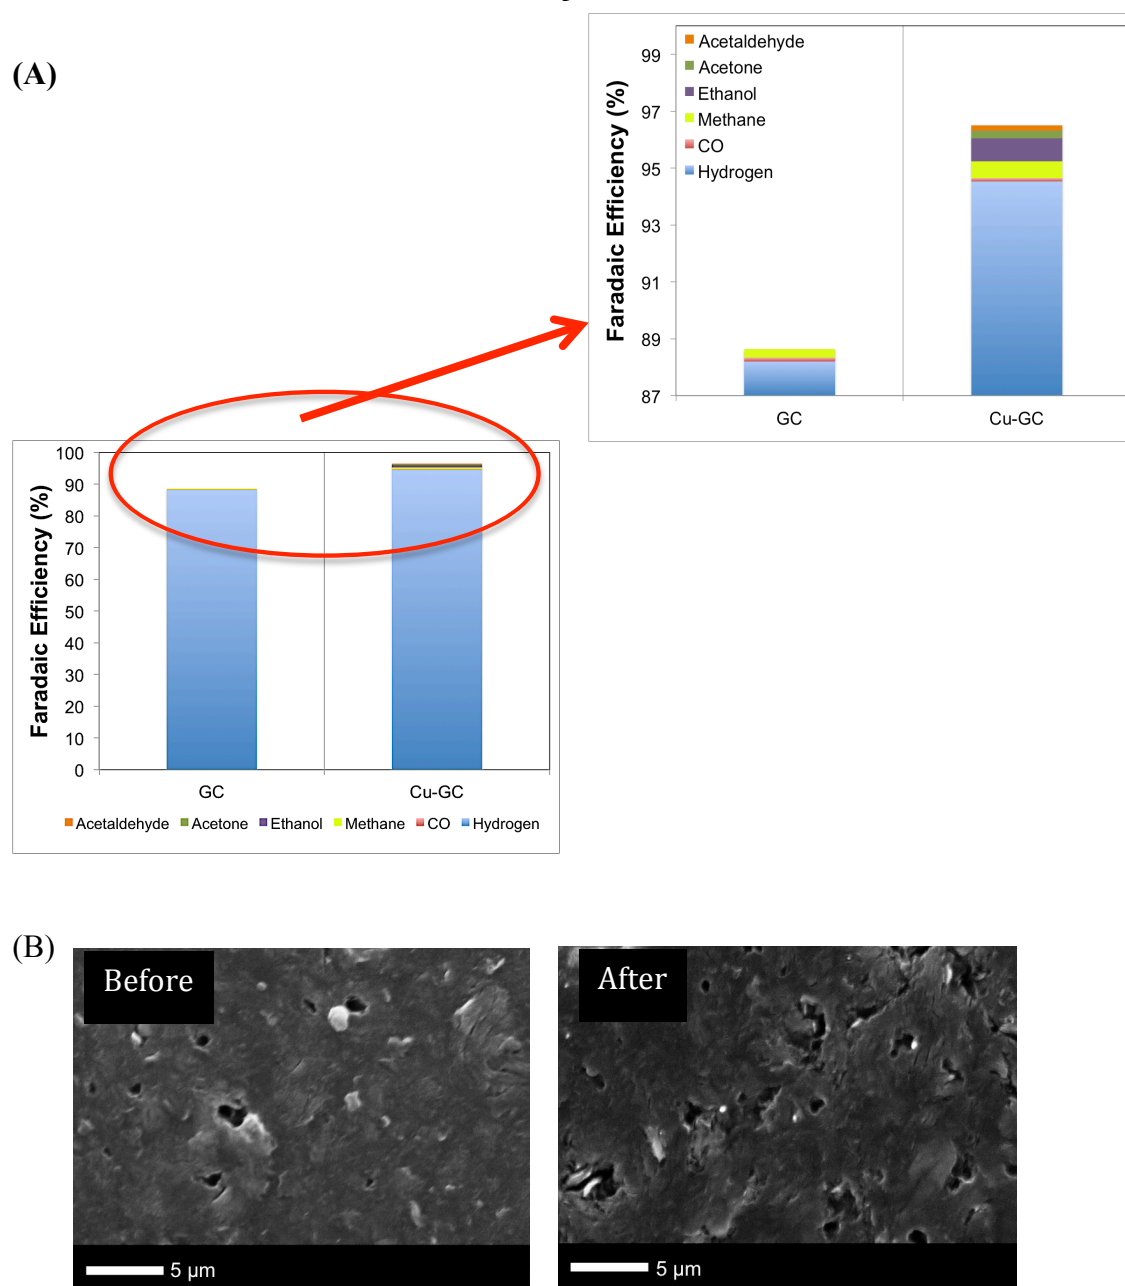 (A)
Faradaic Efficiency (%)
99
97
95
93
91
89
87
Acetaldehyde
Acetone
Ethanol
Methane
CO
Hydrogen
GC Cu-GC
Faradaic Efficiency (%)
100
90
80
70
60
50
40
30
20
10
0
GC Cu-GC
Acetaldehyde Acetone Ethanol Methane CO Hydrogen
(B)
Before
After
5 µm
5 µm